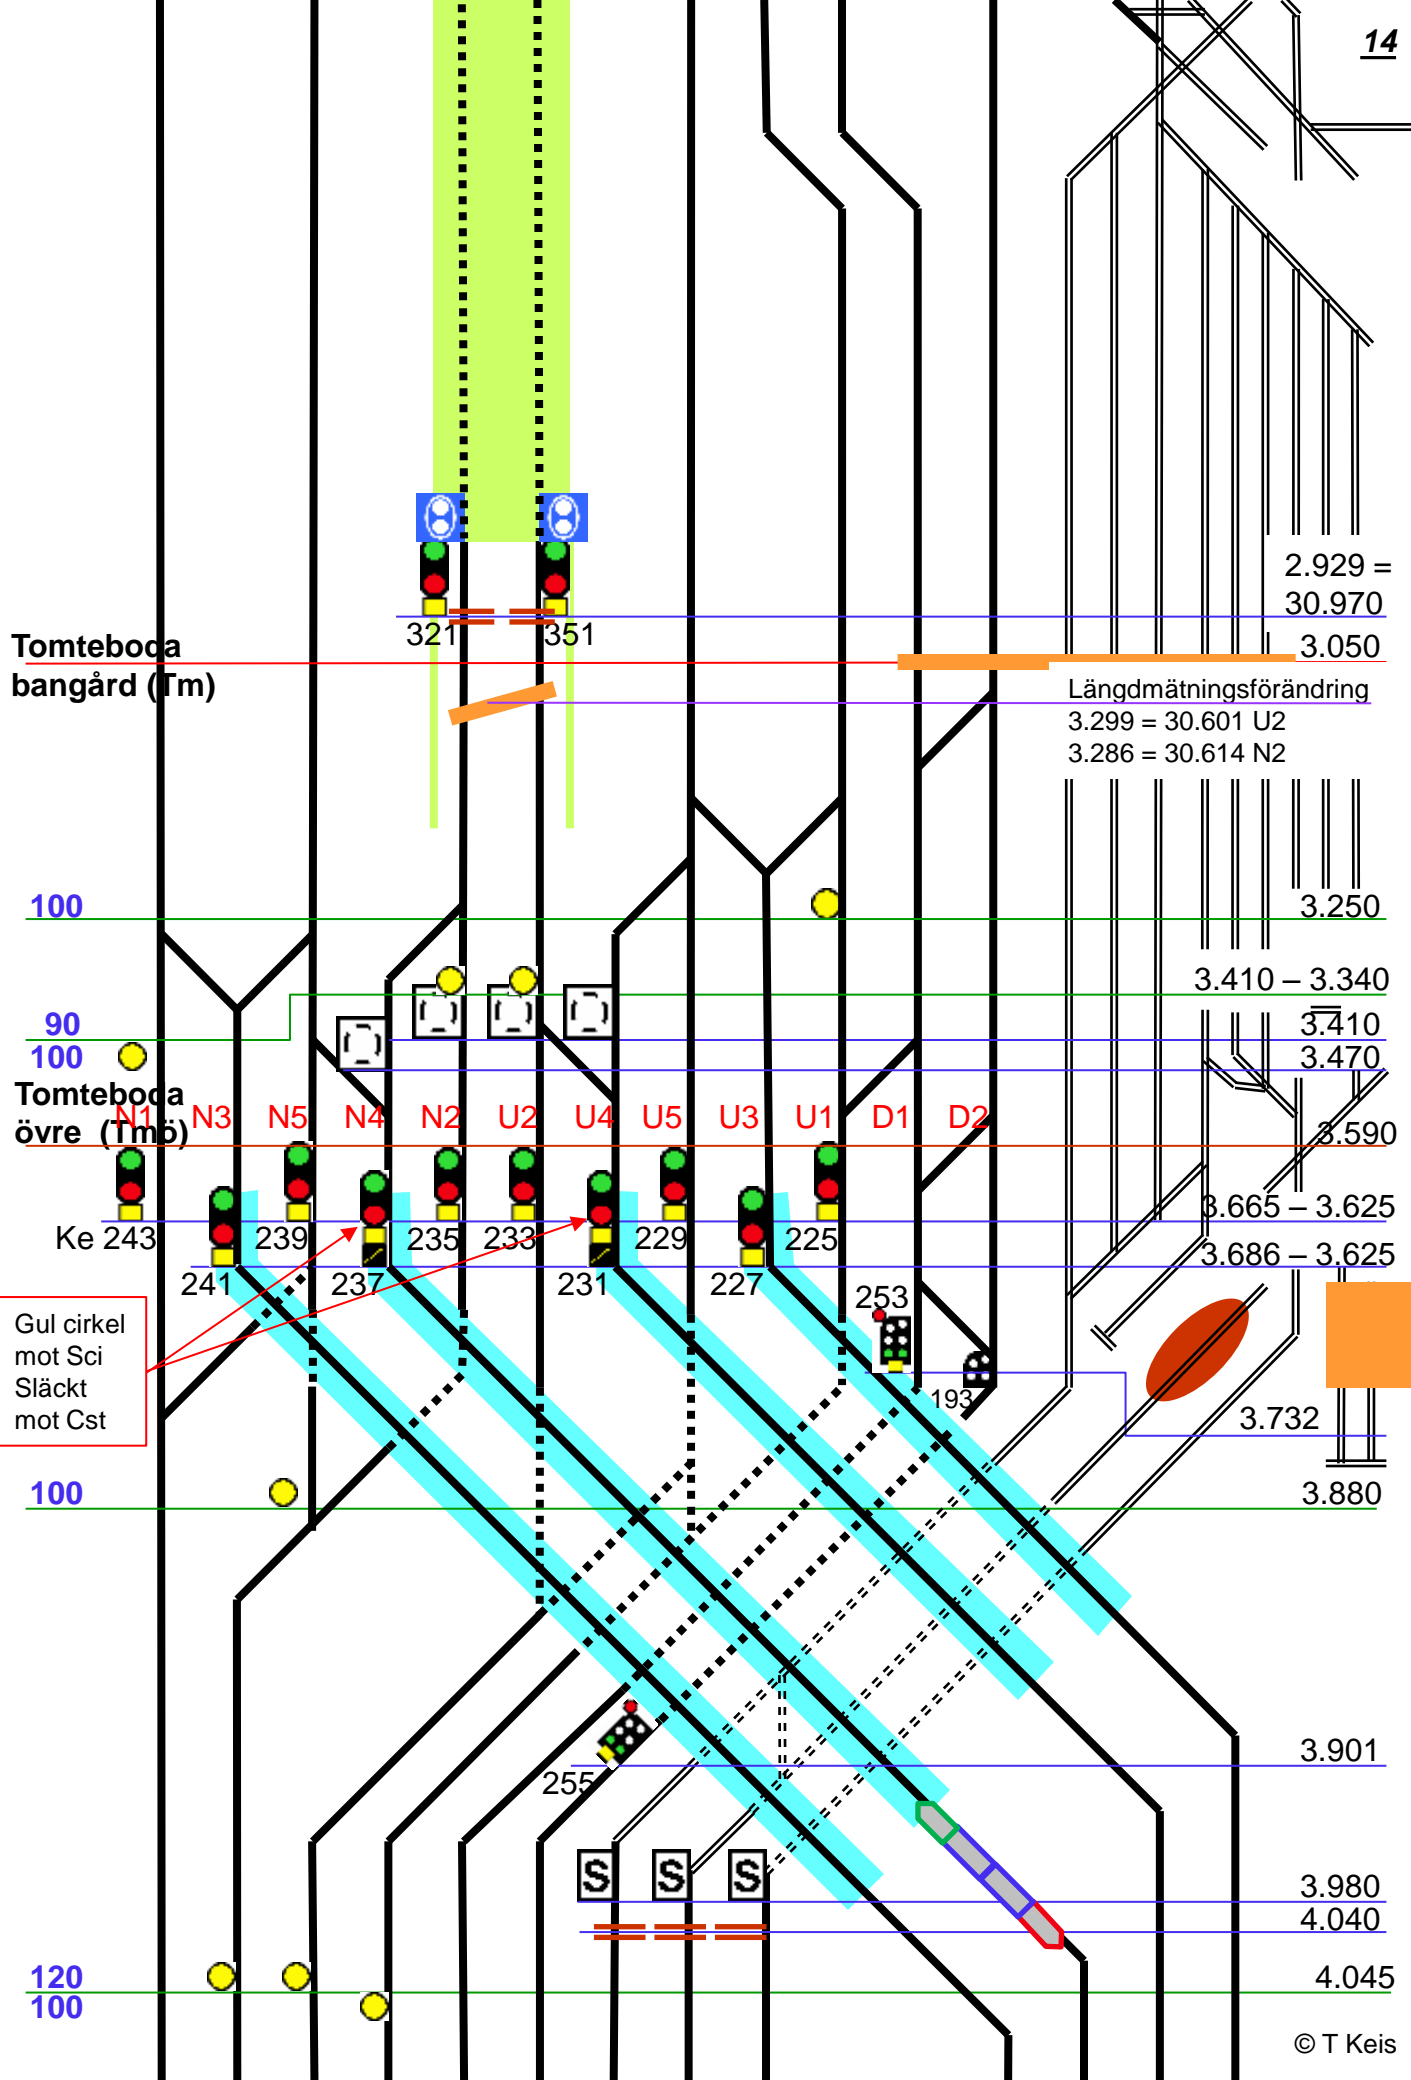 14
2.929 =
30.970
321
351
Tomteboda
bangård (Tm)
3.050
Längdmätningsförändring
3.299 = 30.601 U2
3.286 = 30.614 N2
100
3.250
3.410 – 3.340
90
3.410
100
3.470
Tomteboda
övre (Tmö)
N1 N3 N5 N4 N2 U2 U4 U5 U3 U1 D1 D2
3.590
3.665 – 3.625
Ke 243 239 235 233 229 225
3.686 – 3.625
241 237 231 227
253
Gul cirkel
mot Sci
Släckt
mot Cst
193
3.732
100
3.880
3.901
255
S S S
3.980
4.040
120
4.045
100
© T Keis